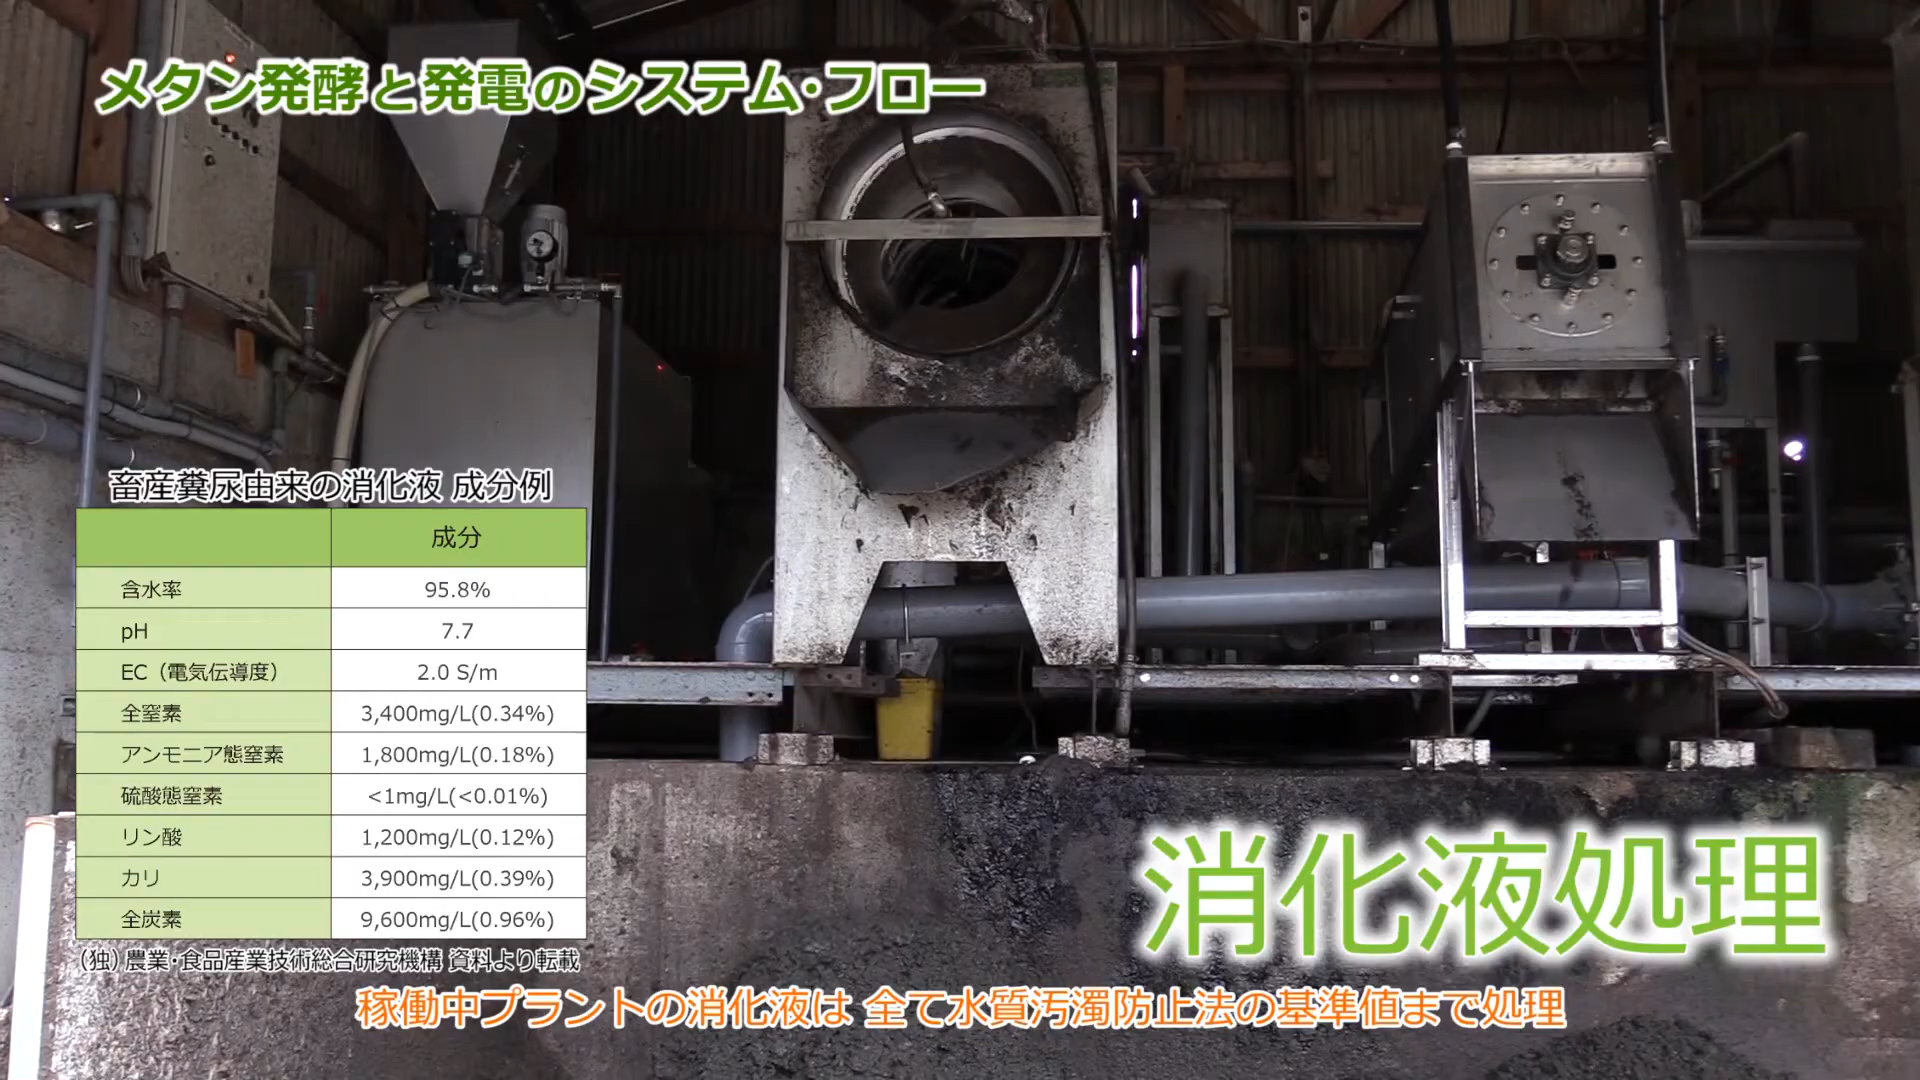 メタン発酵と発電のシステム・フロー
畜産糞尿由来の消化液 成分例
成分
含水率 95.8%
pH 7.7
EC（電気伝導度） 2.0 S/m
全窒素 3,400mg/L(0.34%)
アンモニア態窒素 1,800mg/L(0.18%)
硫酸態窒素 <1mg/L(<0.01%)
リン酸 1,200mg/L(0.12%)
カリ 3,900mg/L(0.39%)
全炭素 9,600mg/L(0.96%)
（独）農業・食品産業技術総合研究機構 資料より転載
消化液処理
稼働中プラントの消化液は 全て水質汚濁防止法の基準値まで処理